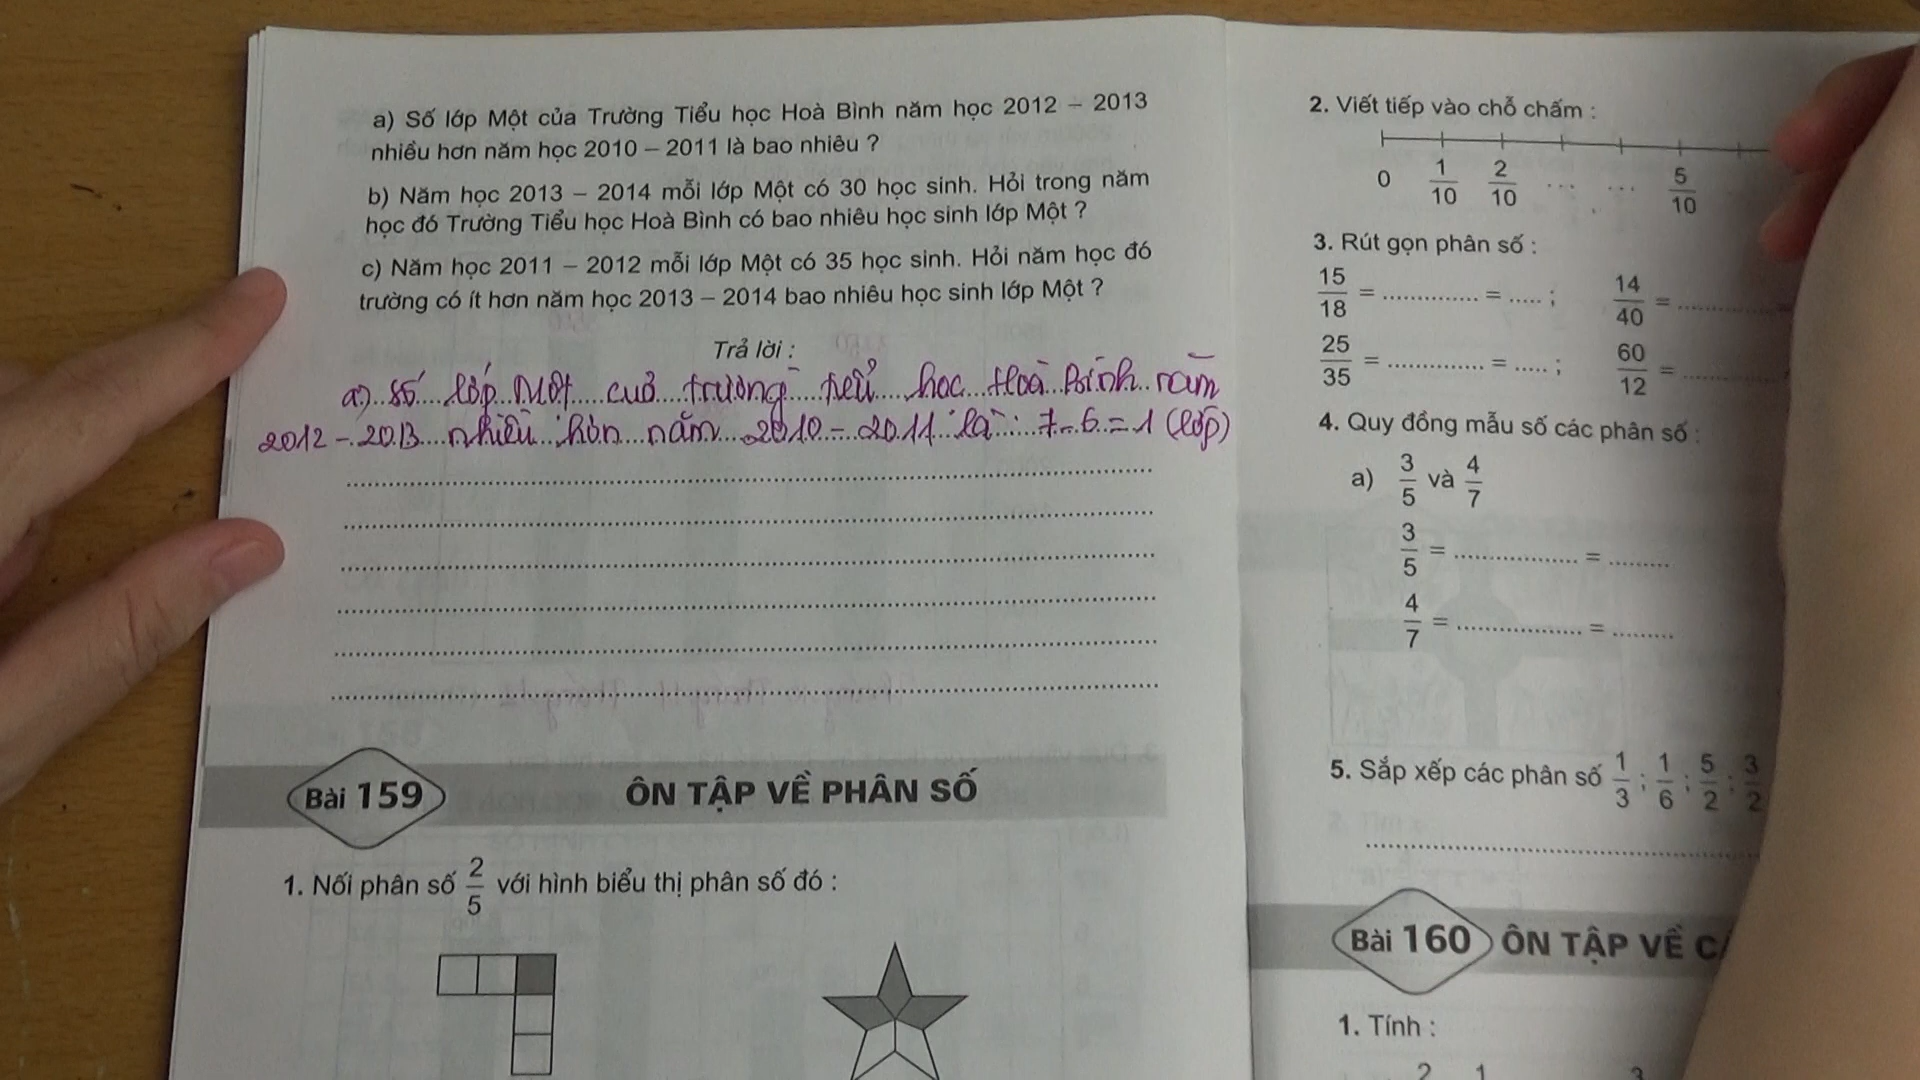 a) Số lớp Một của Trường Tiểu học Hoà Bình năm học 2012 – 2013
nhiều hơn năm học 2010 – 2011 là bao nhiêu ?
b) Năm học 2013 – 2014 mỗi lớp Một có 30 học sinh. Hỏi trong năm
học đó Trường Tiểu học Hoà Bình có bao nhiêu học sinh lớp Một ?
c) Năm học 2011 – 2012 mỗi lớp Một có 35 học sinh. Hỏi năm học đó
trường có ít hơn năm học 2013 – 2014 bao nhiêu học sinh lớp Một ?
Trả lời :
a) số lớp Một của trường tiểu học Hoà Bình năm
2012 - 2013 nhiều hơn năm 2010 - 2011 là : 7 - 6 = 1 (lớp)
Bài 159 ÔN TẬP VỀ PHÂN SỐ
1. Nối phân số 2/5 với hình biểu thị phân số đó :
2. Viết tiếp vào chỗ chấm :
0 1/10 2/10 ... ... 5/10
3. Rút gọn phân số :
15/18 = .............. = ..... ; 14/40 = ..............
25/35 = .............. = ..... ; 60/12 = ..............
4. Quy đồng mẫu số các phân số :
a) 3/5 và 4/7
3/5 = .................. = .........
4/7 = .................. = .........
5. Sắp xếp các phân số 1/3 ; 1/6 ; 5/2 ; 3/2
Bài 160 ÔN TẬP VỀ
1. Tính :
2 1 3